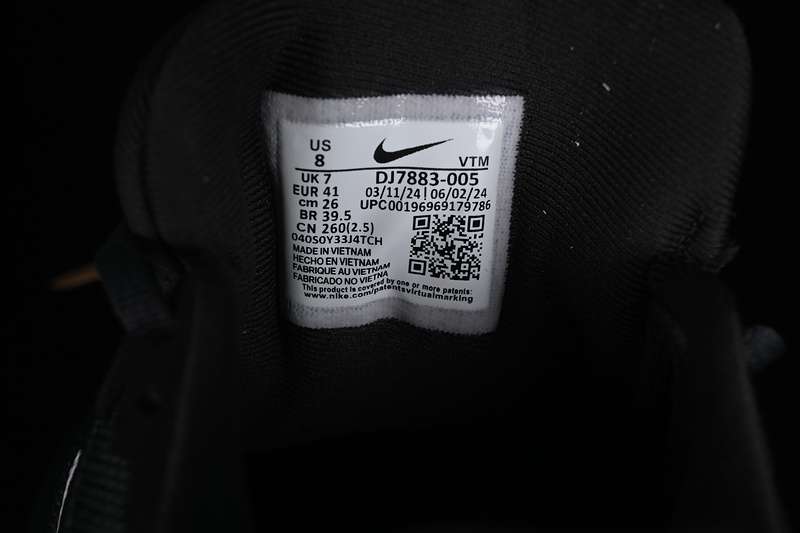 US
8
VTM
UK 7
DJ7883-005
EUR 41
03/11/24 | 06/02/24
cm 26
UPC00196969179786
BR 39.5
CN 260(2.5)
040S0Y33J4TCH
MADE IN VIETNAM
HECHO EN VIETNAM
FABRIQUE AU VIETNAM
FABRICADO NO VIETNA
This product is covered by one or more patents:
www.nike.com/patentsvirtualmarking